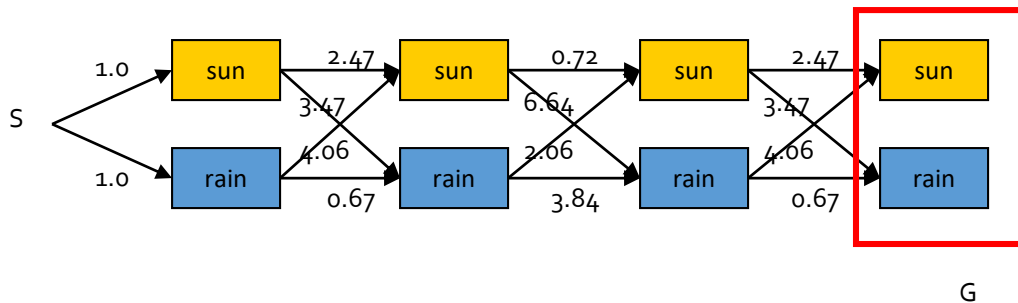 1.0 sun 2.47 sun 0.72 sun 2.47 sun
S 3.47 6.64 3.47
4.06 2.06 4.06
1.0 rain 0.67 rain 3.84 rain 0.67 rain
G